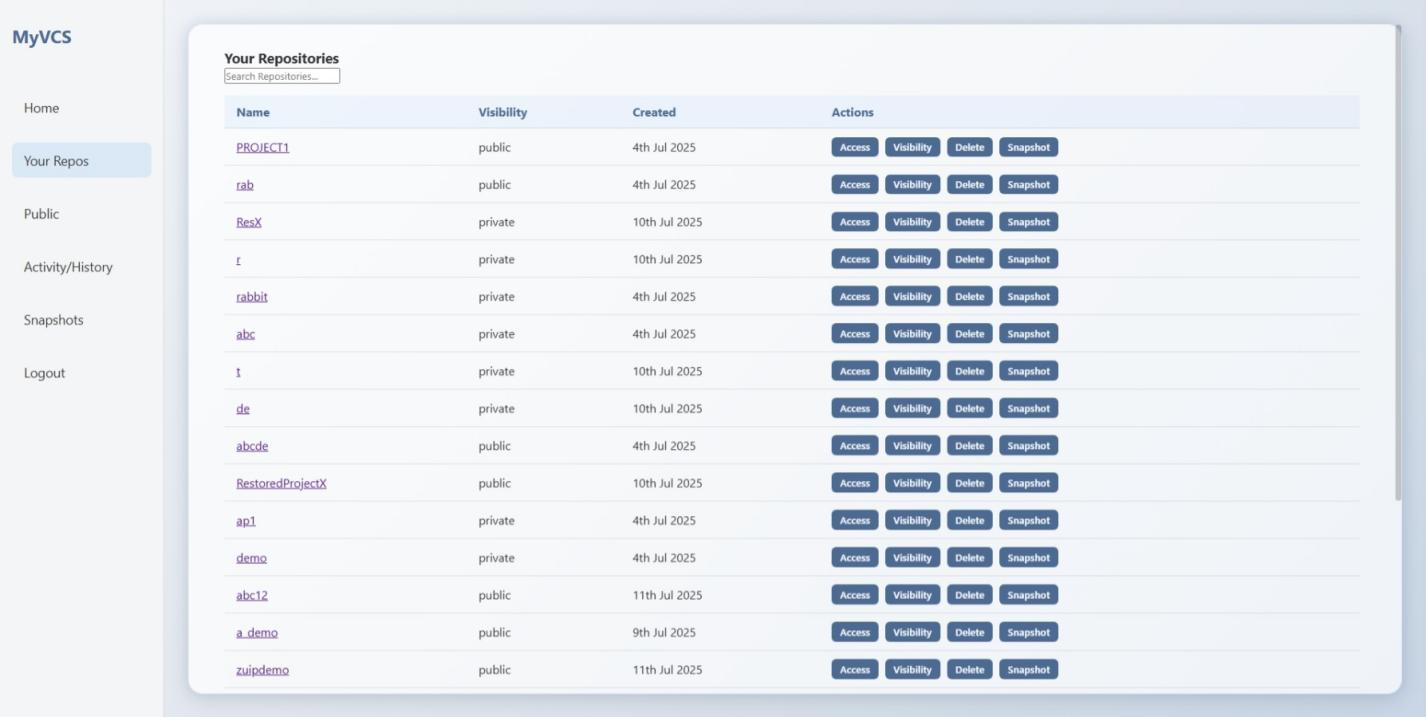 MyVCS
Home
Your Repos
Public
Activity/History
Snapshots
Logout
Your Repositories
Search Repositories...
Name Visibility Created Actions
PROJECT1 public 4th Jul 2025 Access Visibility Delete Snapshot
rab public 4th Jul 2025 Access Visibility Delete Snapshot
ResX private 10th Jul 2025 Access Visibility Delete Snapshot
r private 10th Jul 2025 Access Visibility Delete Snapshot
rabbit private 4th Jul 2025 Access Visibility Delete Snapshot
abc private 4th Jul 2025 Access Visibility Delete Snapshot
t private 10th Jul 2025 Access Visibility Delete Snapshot
de private 10th Jul 2025 Access Visibility Delete Snapshot
abcde public 4th Jul 2025 Access Visibility Delete Snapshot
RestoredProjectX public 10th Jul 2025 Access Visibility Delete Snapshot
ap1 private 4th Jul 2025 Access Visibility Delete Snapshot
demo private 4th Jul 2025 Access Visibility Delete Snapshot
abc12 public 11th Jul 2025 Access Visibility Delete Snapshot
a_demo public 9th Jul 2025 Access Visibility Delete Snapshot
zuipdemo public 11th Jul 2025 Access Visibility Delete Snapshot